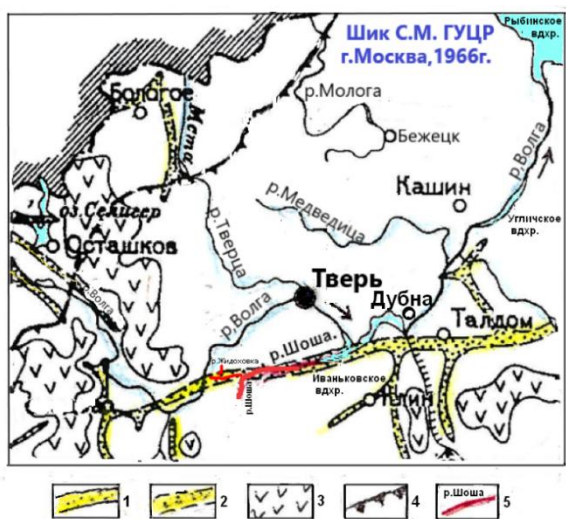 Шик С.М. ГУЦР
г.Москва,1966г.
Рыбинское
вдхр.
р.Молога
Бологое
Мста
Бежецк
р.Волга
Кашин
р.Медведица
Угличское
вдхр.
оз.Селигер
Осташков
р.Тверца
Тверь
р.Волга
р.Волга
Дубна
Талдом
р.Шоша.
р.Жидоховка
р.Шоша
Иваньковское
вдхр.
Клин
1
2
3
4
р.Шоша
5